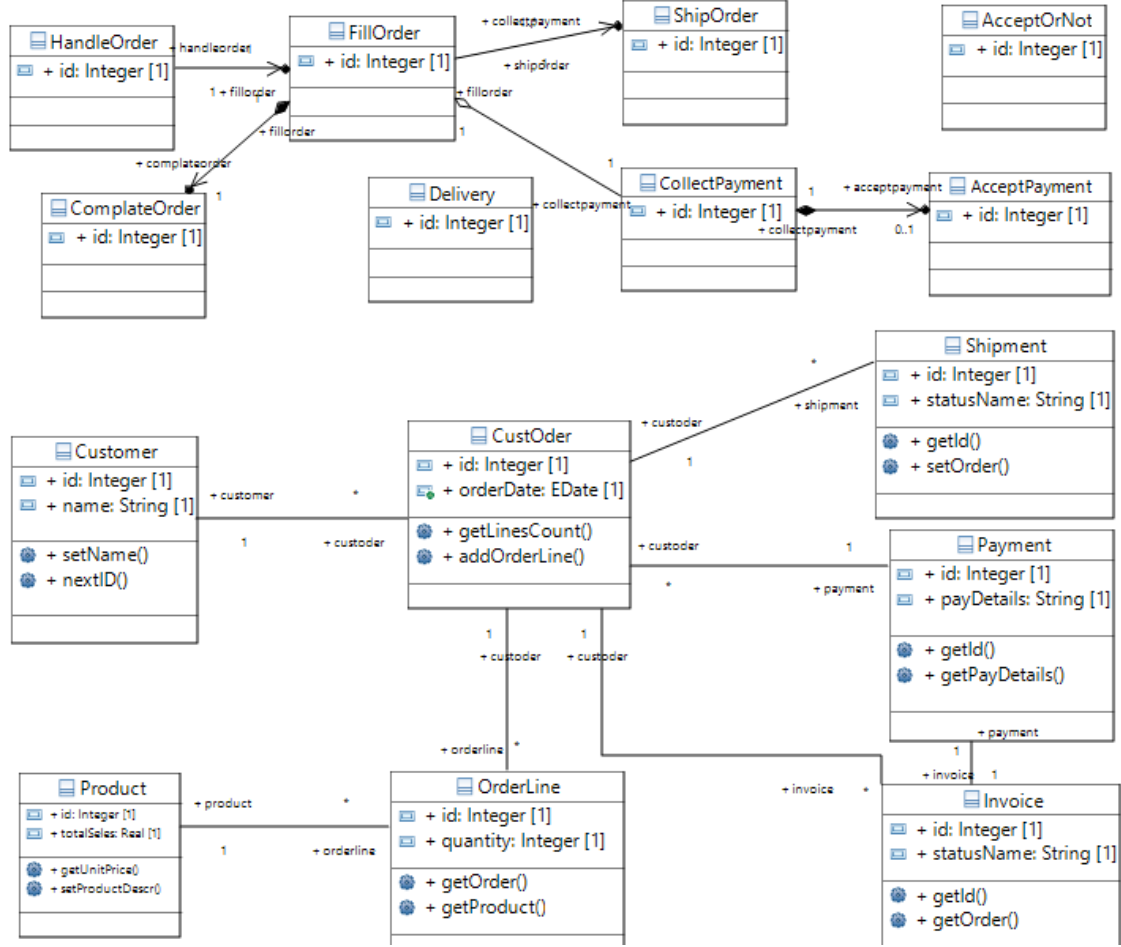 HandleOrder
+ id: Integer [1]
+ handleorder
FillOrder
+ id: Integer [1]
+ collectpayment
+ shiporder
ShipOrder
+ id: Integer [1]
AcceptOrNot
+ id: Integer [1]
1 + fillorder
1
+ fillorder
+ fillorder
1
+ complateorder
1
ComplateOrder
+ id: Integer [1]
Delivery
+ id: Integer [1]
1
+ collectpayment
CollectPayment
+ id: Integer [1]
1
+ acceptpayment
+ collectpayment
0..1
AcceptPayment
+ id: Integer [1]
Shipment
+ id: Integer [1]
+ statusName: String [1]
+ getId()
+ setOrder()
*
+ shipment
+ custoder
1
Customer
+ id: Integer [1]
+ name: String [1]
+ setName()
+ nextID()
+ customer
*
1
+ custoder
CustOder
+ id: Integer [1]
+ orderDate: EDate [1]
+ getLinesCount()
+ addOrderLine()
+ custoder
1
*
+ payment
Payment
+ id: Integer [1]
+ payDetails: String [1]
+ getId()
+ getPayDetails()
+ payment
1
+ invoice
1
1
+ custoder
1
+ custoder
+ orderline
*
+ invoice
*
Product
+ id: Integer [1]
+ totalSeles: Real [1]
+ getUnitPrice()
+ setProductDescr()
+ product
*
1
+ orderline
OrderLine
+ id: Integer [1]
+ quantity: Integer [1]
+ getOrder()
+ getProduct()
Invoice
+ id: Integer [1]
+ statusName: String [1]
+ getId()
+ getOrder()